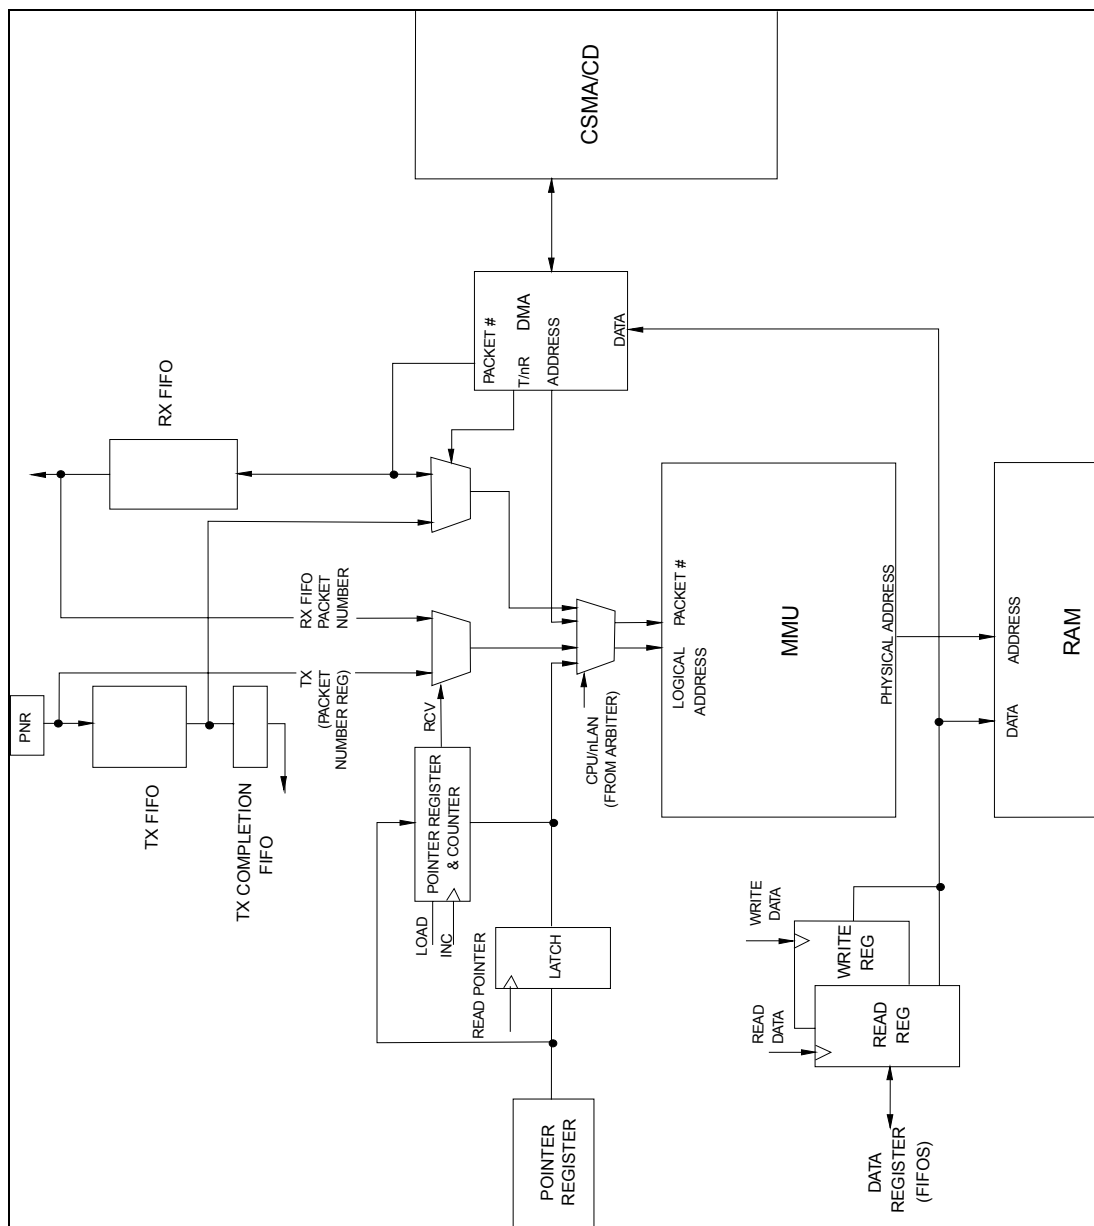 CSMA/CD
PACKET #
T/nR
DMA
ADDRESS
DATA
RX FIFO
RX FIFO
PACKET
NUMBER
TX
(PACKET
NUMBER REG)
PNR
TX FIFO
TX COMPLETION
FIFO
RCV
POINTER REGISTER
& COUNTER
LOAD
INC
CPU/nLAN
(FROM ARBITER)
PACKET #
LOGICAL
ADDRESS
MMU
PHYSICAL ADDRESS
ADDRESS
DATA
RAM
READ POINTER
LATCH
WRITE
DATA
WRITE
REG
READ
DATA
READ
REG
POINTER
REGISTER
DATA
REGISTER
(FIFOS)